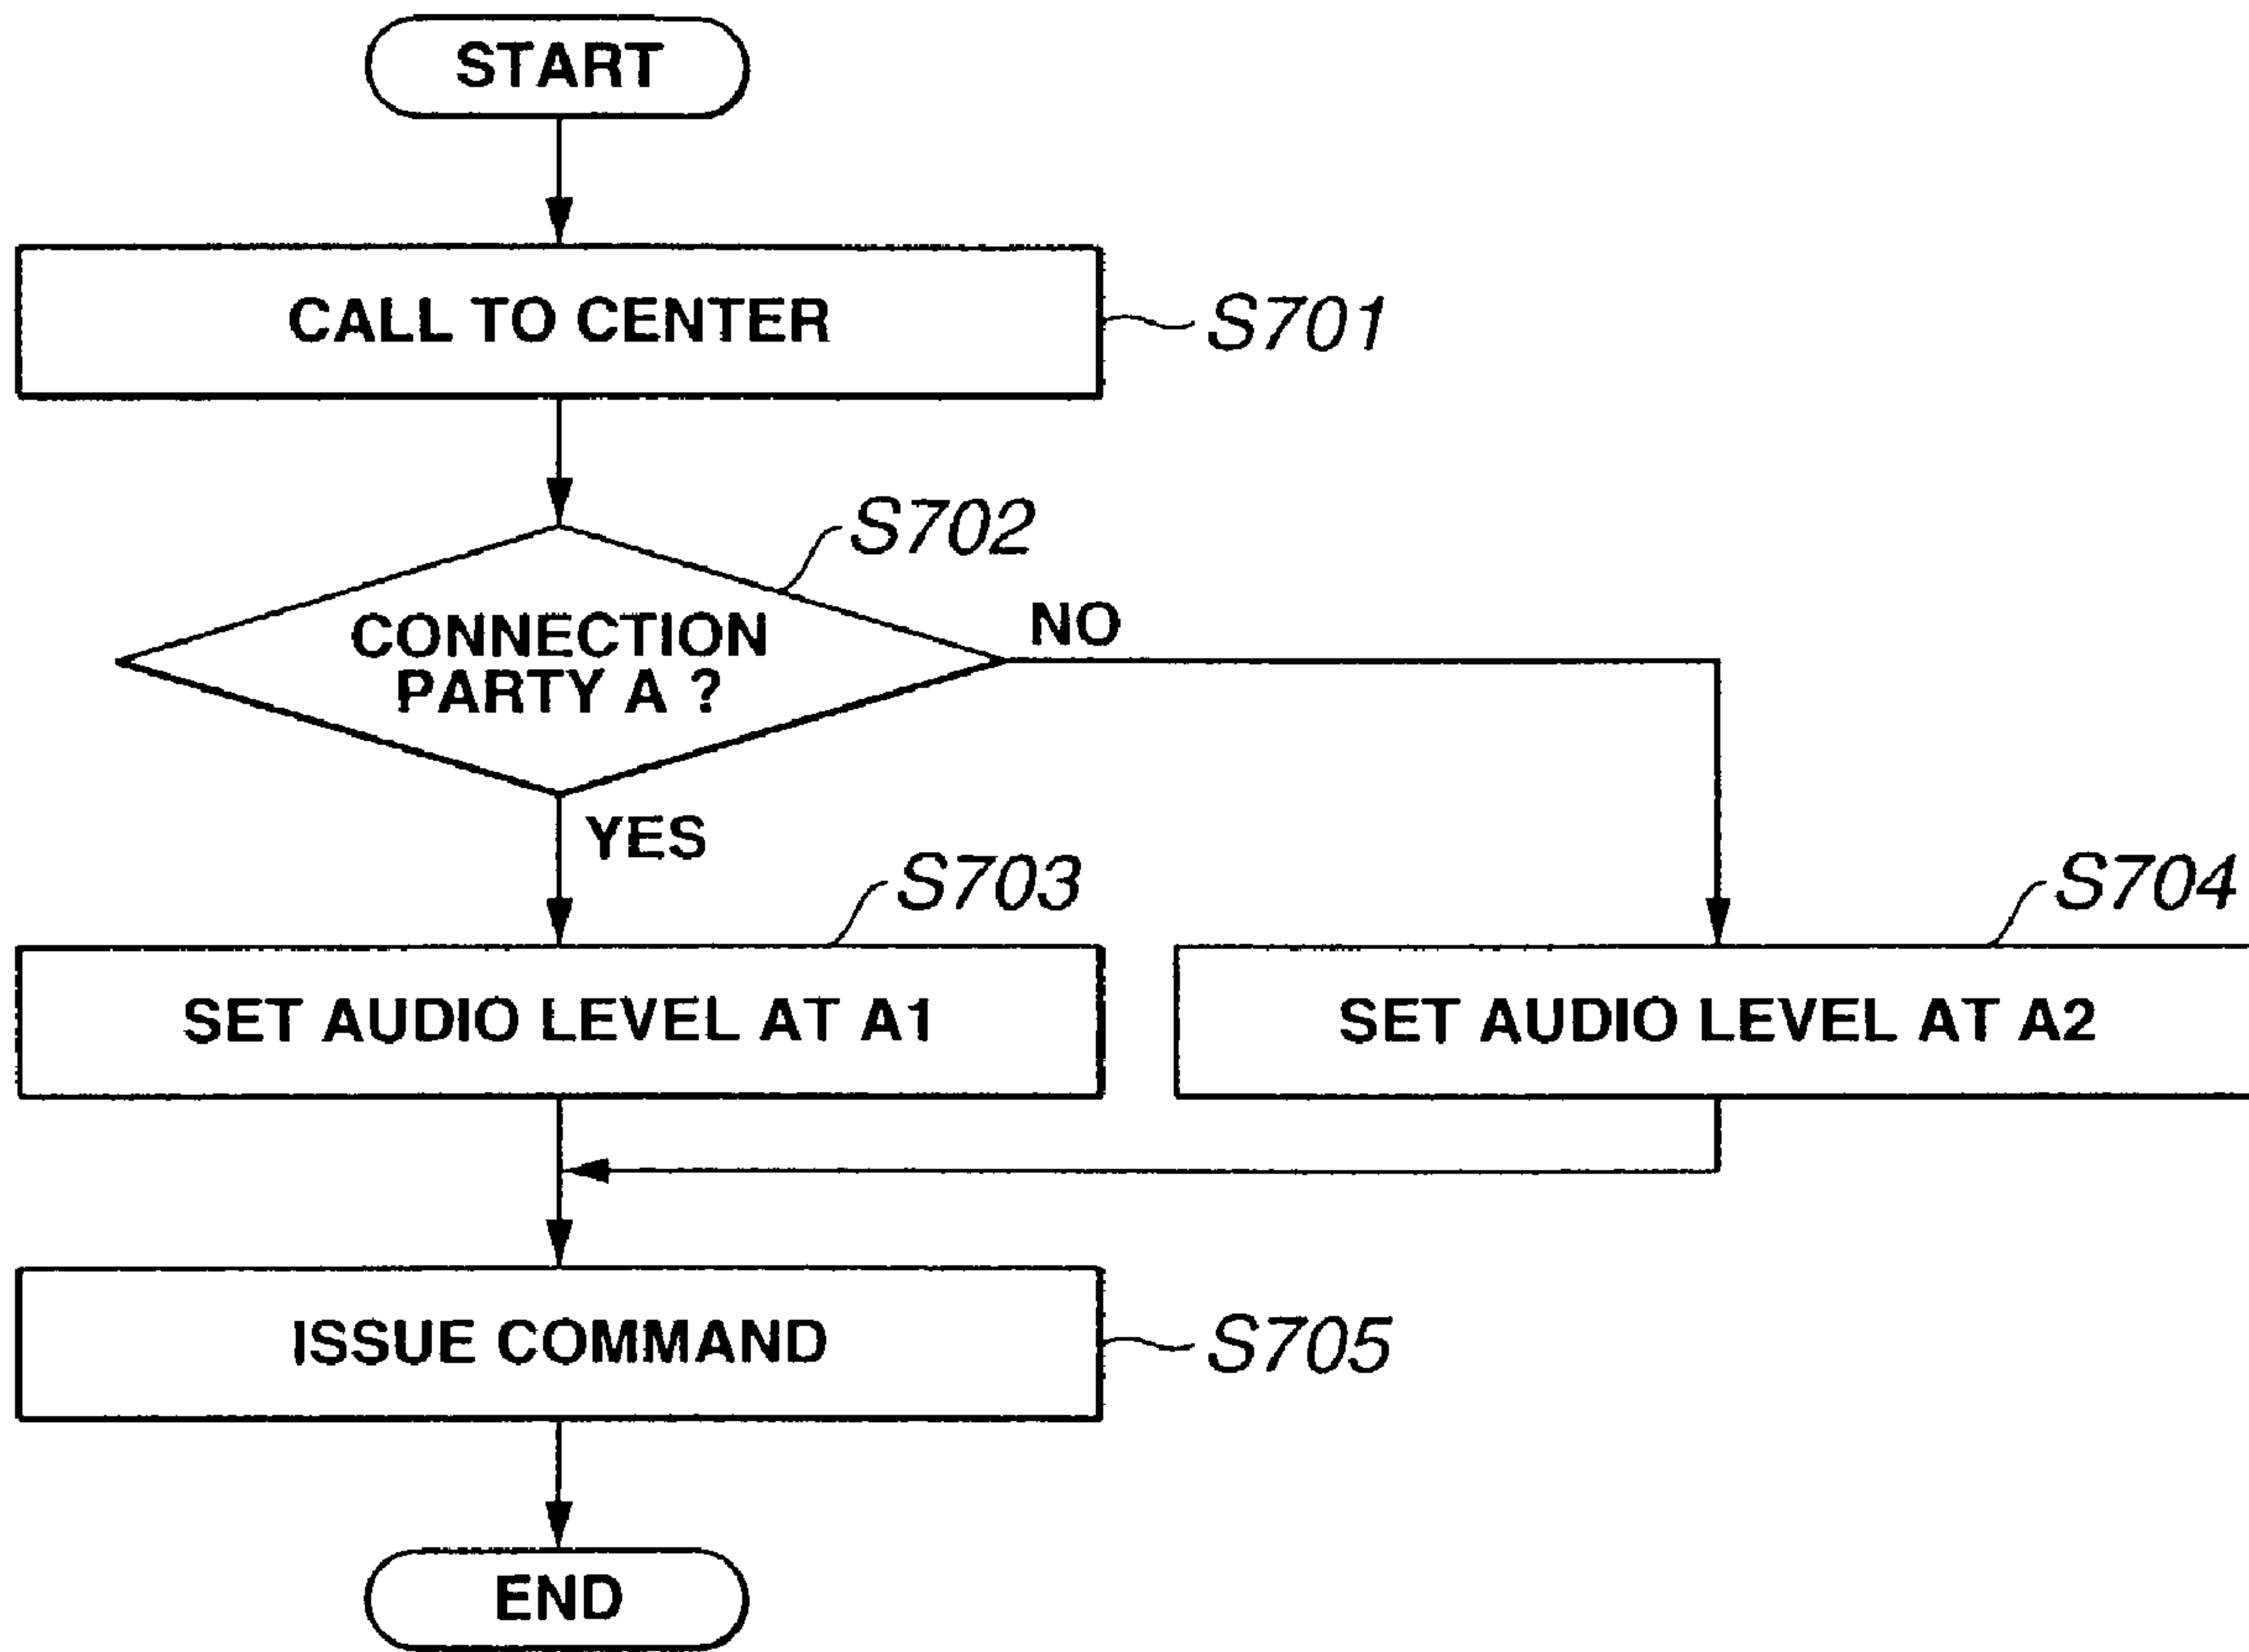 START
CALL TO CENTER
S701
S702
CONNECTION
PARTY A ?
NO
YES
S703
S704
SET AUDIO LEVEL AT A1
SET AUDIO LEVEL AT A2
ISSUE COMMAND
S705
END